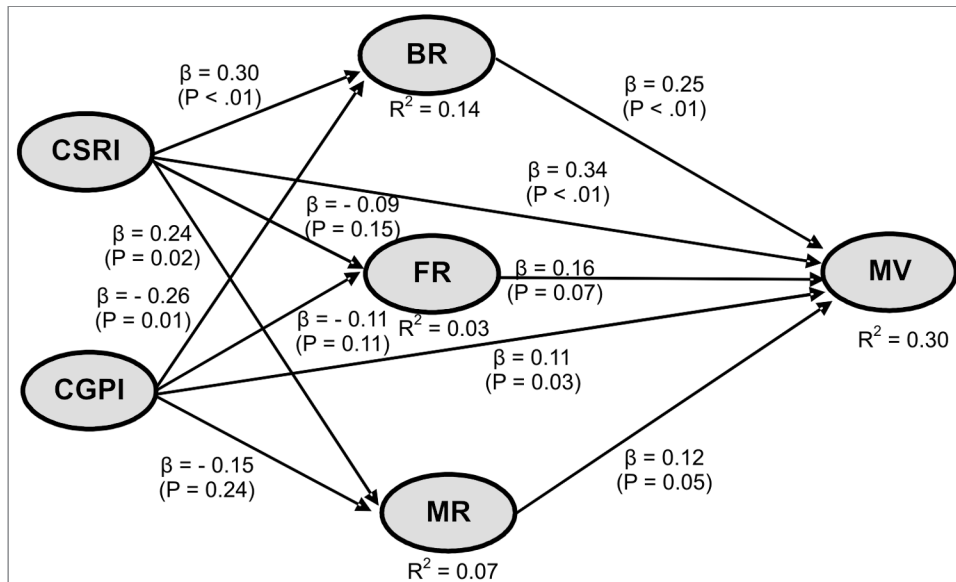 BR
β = 0.30
(P < .01)
β = 0.25
(P < .01)
R² = 0.14
CSRI
β = 0.34
(P < .01)
β = - 0.09
(P = 0.15)
β = 0.24
(P = 0.02)
FR
β = 0.16
(P = 0.07)
MV
β = - 0.26
(P = 0.01)
β = - 0.11
(P = 0.11)
R² = 0.03
R² = 0.30
CGPI
β = 0.11
(P = 0.03)
β = - 0.15
(P = 0.24)
β = 0.12
(P = 0.05)
MR
R² = 0.07